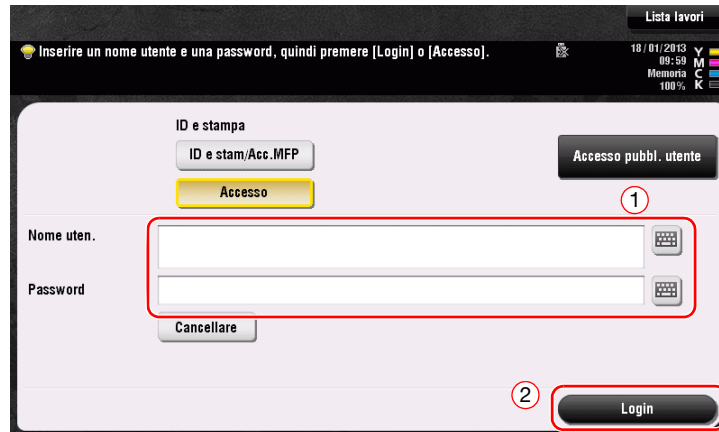 Lista lavori
Inserire un nome utente e una password, quindi premere [Login] o [Accesso].
18/01/2013
09:59
Memoria
100%
Y
M
C
K
ID e stampa
ID e stam/Acc.MFP
Accesso pubbl. utente
Accesso
1
Nome uten.
Password
Cancellare
2
Login